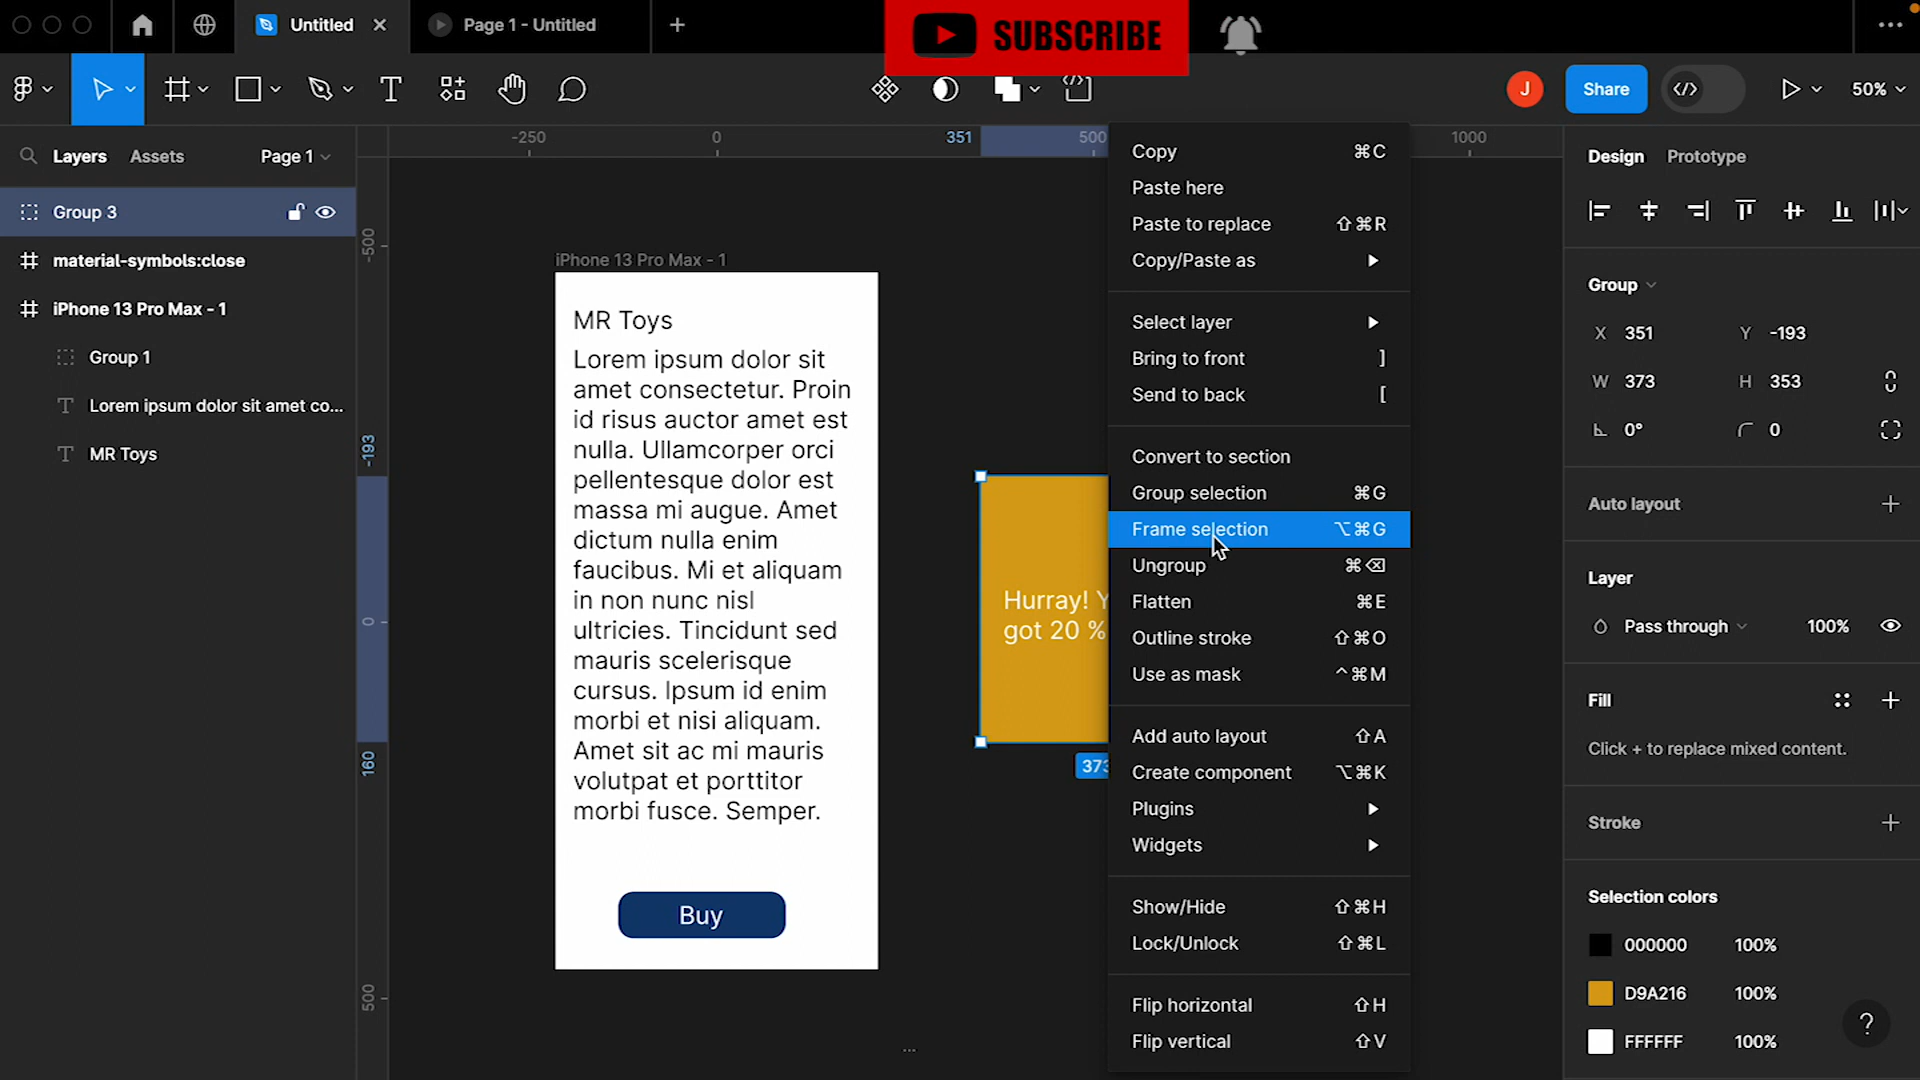 Untitled
Page 1 - Untitled
SUBSCRIBE
J
Share
50%
Layers
Assets
Page 1
-250
0
351
500
1000
Design
Prototype
Group 3
material-symbols:close
iPhone 13 Pro Max - 1
Group 1
Lorem ipsum dolor sit amet co...
MR Toys
-500
-193
0
160
500
iPhone 13 Pro Max - 1
MR Toys
Lorem ipsum dolor sit
amet consectetur. Proin
id risus auctor amet est
nulla. Ullamcorper orci
pellentesque dolor est
massa mi augue. Amet
dictum nulla enim
faucibus. Mi et aliquam
in non nunc nisl
ultricies. Tincidunt sed
mauris scelerisque
cursus. Ipsum id enim
morbi et nisi aliquam.
Amet sit ac mi mauris
volutpat et porttitor
morbi fusce. Semper.
Buy
Hurray! Y
got 20 %
373
Copy ⌘C
Paste here
Paste to replace ⇧⌘R
Copy/Paste as
Select layer
Bring to front ]
Send to back [
Convert to section
Group selection ⌘G
Frame selection ⌥⌘G
Ungroup ⌘⌫
Flatten ⌘E
Outline stroke ⇧⌘O
Use as mask ^⌘M
Add auto layout ⇧A
Create component ⌥⌘K
Plugins
Widgets
Show/Hide ⇧⌘H
Lock/Unlock ⇧⌘L
Flip horizontal ⇧H
Flip vertical ⇧V
Group
X 351 Y -193
W 373 H 353
0° 0
Auto layout
Layer
Pass through 100%
Fill
Click + to replace mixed content.
Stroke
Selection colors
000000 100%
D9A216 100%
FFFFFF 100%
?